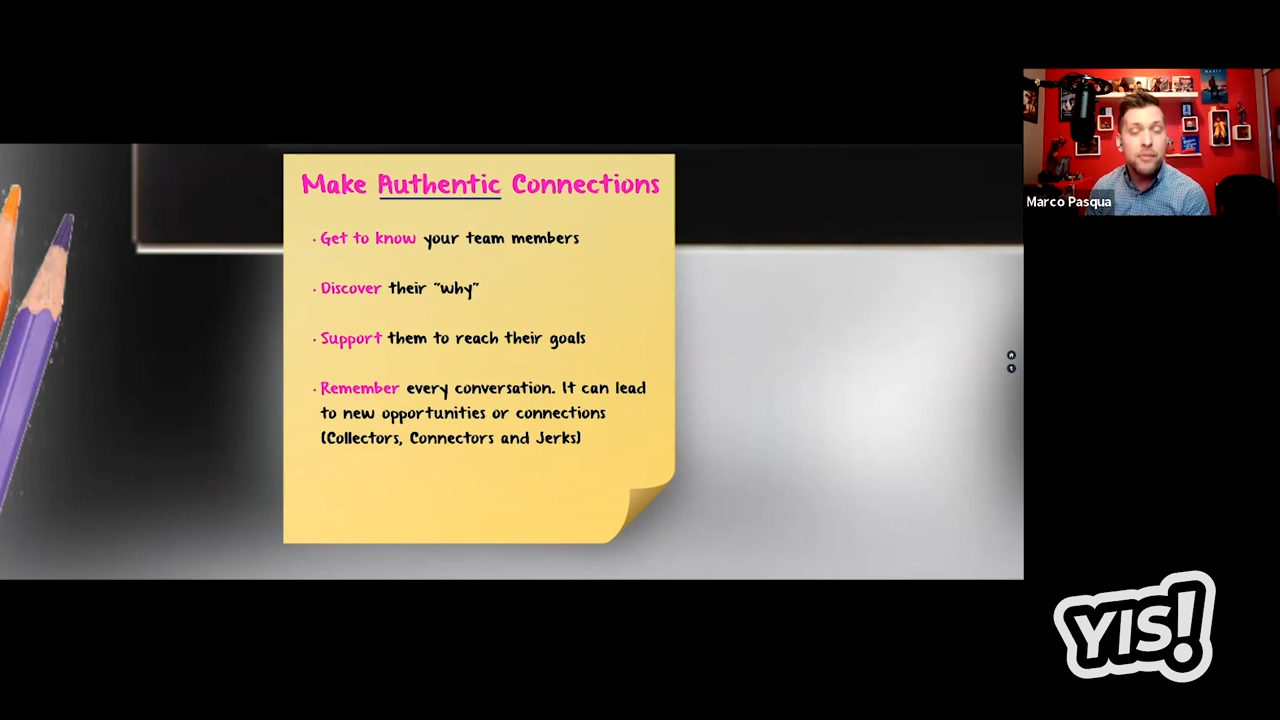 Make Authentic Connections
· Get to know your team members
· Discover their "why"
· Support them to reach their goals
· Remember every conversation. It can lead
to new opportunities or connections
(Collectors, Connectors and Jerks)
Marco Pasqua
YIS!